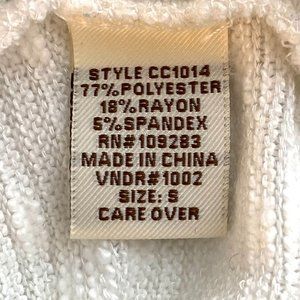 STYLE CC1014
77%POLYESTER
18%RAYON
5%SPANDEX
RN#109283
MADE IN CHINA
VNDR#1002
SIZE: S
CARE OVER